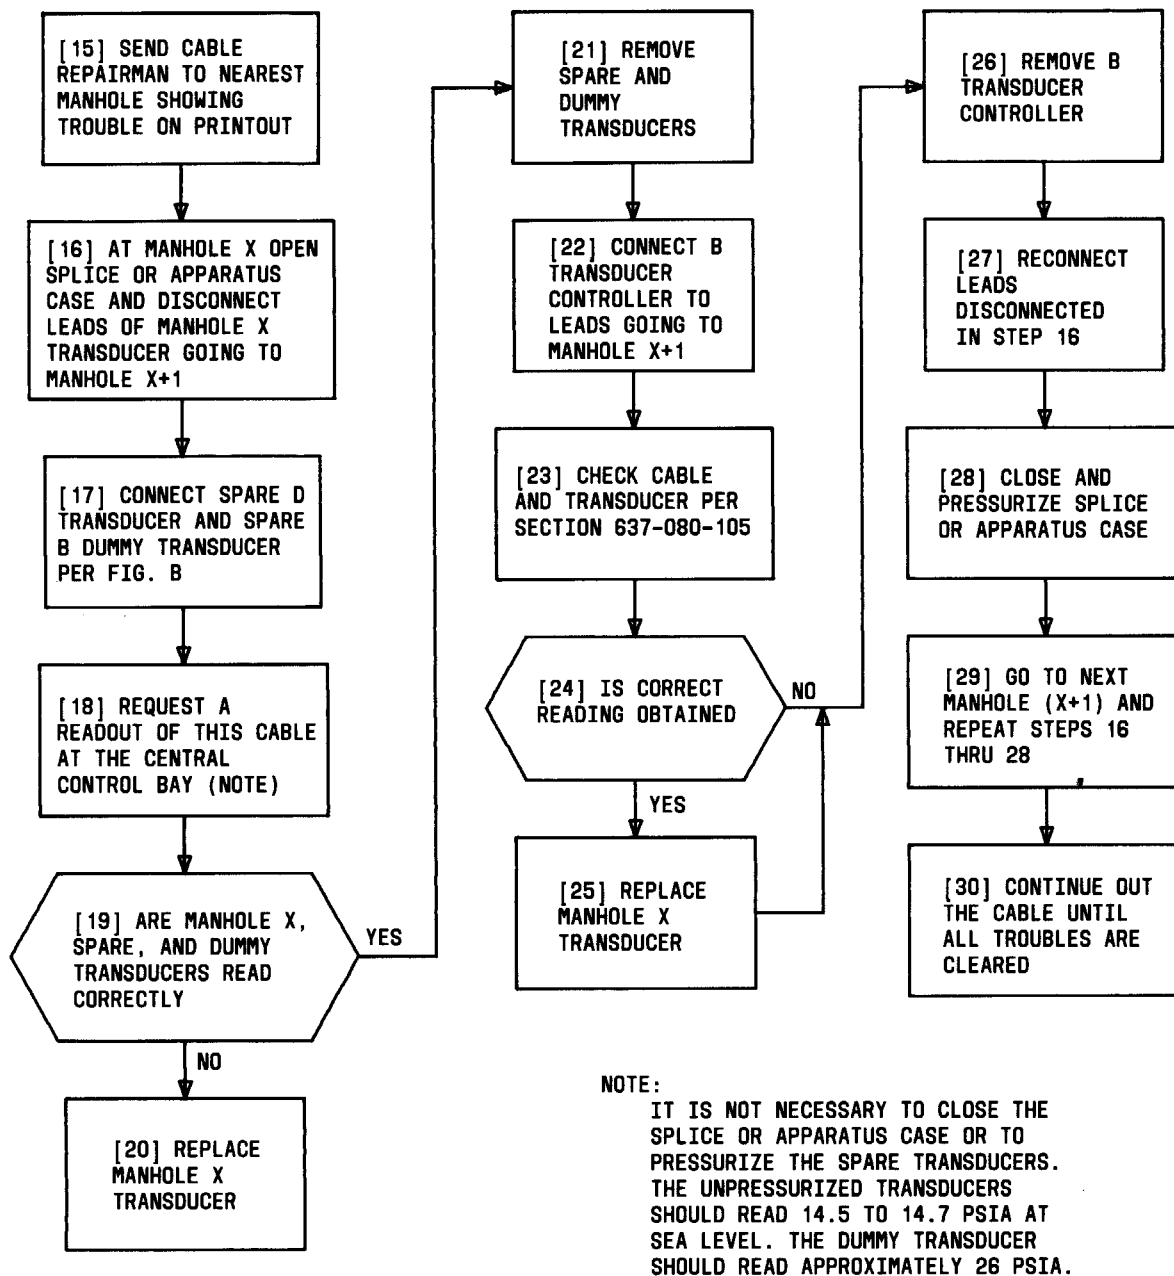 [15] SEND CABLE
REPAIRMAN TO NEAREST
MANHOLE SHOWING
TROUBLE ON PRINTOUT
[16] AT MANHOLE X OPEN
SPLICE OR APPARATUS
CASE AND DISCONNECT
LEADS OF MANHOLE X
TRANSDUCER GOING TO
MANHOLE X+1
[17] CONNECT SPARE D
TRANSDUCER AND SPARE
B DUMMY TRANSDUCER
PER FIG. B
[18] REQUEST A
READOUT OF THIS CABLE
AT THE CENTRAL
CONTROL BAY (NOTE)
[19] ARE MANHOLE X,
SPARE, AND DUMMY
TRANSDUCERS READ
CORRECTLY
YES
NO
[20] REPLACE
MANHOLE X
TRANSDUCER
[21] REMOVE
SPARE AND
DUMMY
TRANSDUCERS
[22] CONNECT B
TRANSDUCER
CONTROLLER TO
LEADS GOING TO
MANHOLE X+1
[23] CHECK CABLE
AND TRANSDUCER PER
SECTION 637-080-105
[24] IS CORRECT
READING OBTAINED
NO
YES
[25] REPLACE
MANHOLE X
TRANSDUCER
[26] REMOVE B
TRANSDUCER
CONTROLLER
[27] RECONNECT
LEADS
DISCONNECTED
IN STEP 16
[28] CLOSE AND
PRESSURIZE SPLICE
OR APPARATUS CASE
[29] GO TO NEXT
MANHOLE (X+1) AND
REPEAT STEPS 16
THRU 28
[30] CONTINUE OUT
THE CABLE UNTIL
ALL TROUBLES ARE
CLEARED
NOTE:
IT IS NOT NECESSARY TO CLOSE THE
SPLICE OR APPARATUS CASE OR TO
PRESSURIZE THE SPARE TRANSDUCERS.
THE UNPRESSURIZED TRANSDUCERS
SHOULD READ 14.5 TO 14.7 PSIA AT
SEA LEVEL. THE DUMMY TRANSDUCER
SHOULD READ APPROXIMATELY 26 PSIA.